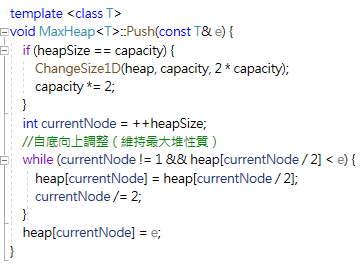 template <class T>
void MaxHeap<T>::Push(const T& e) {
if (heapSize == capacity) {
ChangeSize1D(heap, capacity, 2 * capacity);
capacity *= 2;
}
int currentNode = ++heapSize;
//自底向上調整（維持最大堆性質）
while (currentNode != 1 && heap[currentNode / 2] < e) {
heap[currentNode] = heap[currentNode / 2];
currentNode /= 2;
}
heap[currentNode] = e;
}